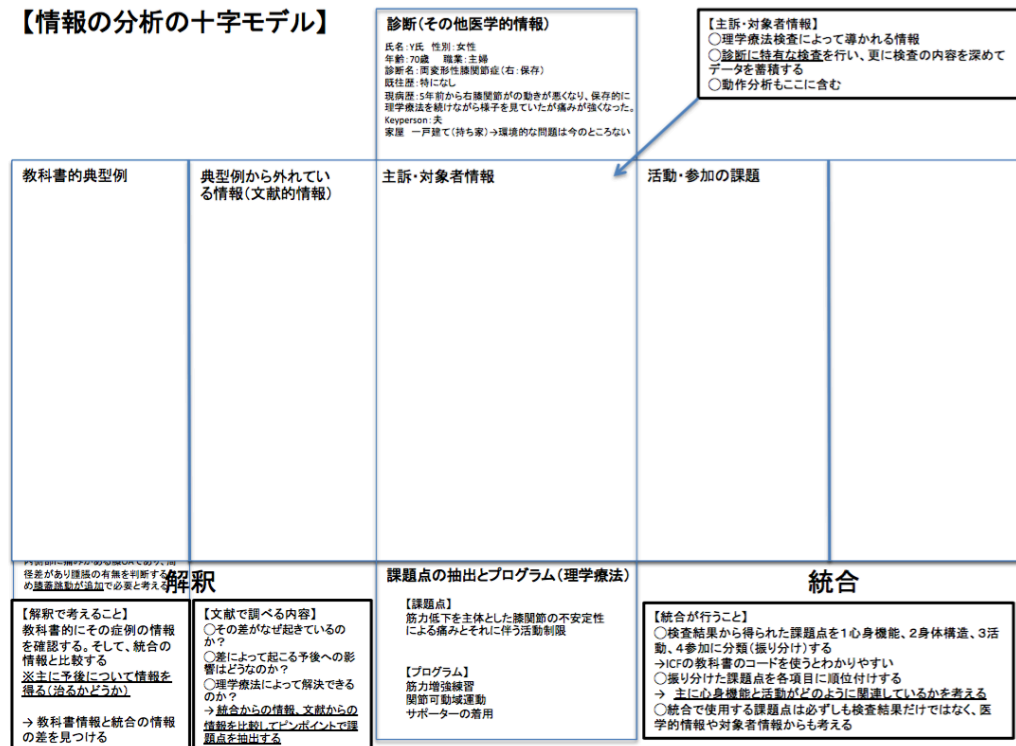 【情報の分析の十字モデル】
診断(その他医学的情報)
氏名:Y氏 性別:女性
年齢:70歳 職業:主婦
診断名:両変形性膝関節症(右:保存)
既往歴:特になし
現病歴:5年前から右膝関節がの動きが悪くなり、保存的に
理学療法を続けながら様子を見ていたが痛みが強くなった。
Keyperson:夫
家屋 一戸建て(持ち家)→環境的な問題は今のところない
【主訴・対象者情報】
○理学療法検査によって導かれる情報
○診断に特有な検査を行い、更に検査の内容を深めて
データを蓄積する
○動作分析もここに含む
教科書的典型例
典型例から外れてい
る情報(文献的情報)
主訴・対象者情報
活動・参加の課題
径差があり腫脹の有無を判断する
め膝蓋跳動が追加で必要と考える
解釈
【解釈で考えること】
教科書的にその症例の情報
を確認する。そして、統合の
情報と比較する
※主に予後について情報を
得る(治るかどうか)
→ 教科書情報と統合の情報
の差を見つける
【文献で調べる内容】
○その差がなぜ起きているの
か?
○差によって起こる予後への影
響はどうなのか?
○理学療法によって解決できる
のか?
→ 統合からの情報、文献からの
情報を比較してピンポイントで課
題点を抽出する
課題点の抽出とプログラム(理学療法)
【課題点】
筋力低下を主体とした膝関節の不安定性
による痛みとそれに伴う活動制限
【プログラム】
筋力増強練習
関節可動域運動
サポーターの着用
統合
【統合が行うこと】
○検査結果から得られた課題点を1心身機能、2身体構造、3活
動、4参加に分類(振り分け)する
→ICFの教科書のコードを使うとわかりやすい
○振り分けた課題点を各項目に順位付けする
→ 主に心身機能と活動がどのように関連しているかを考える
○統合で使用する課題点は必ずしも検査結果だけではなく、医
学的情報や対象者情報からも考える